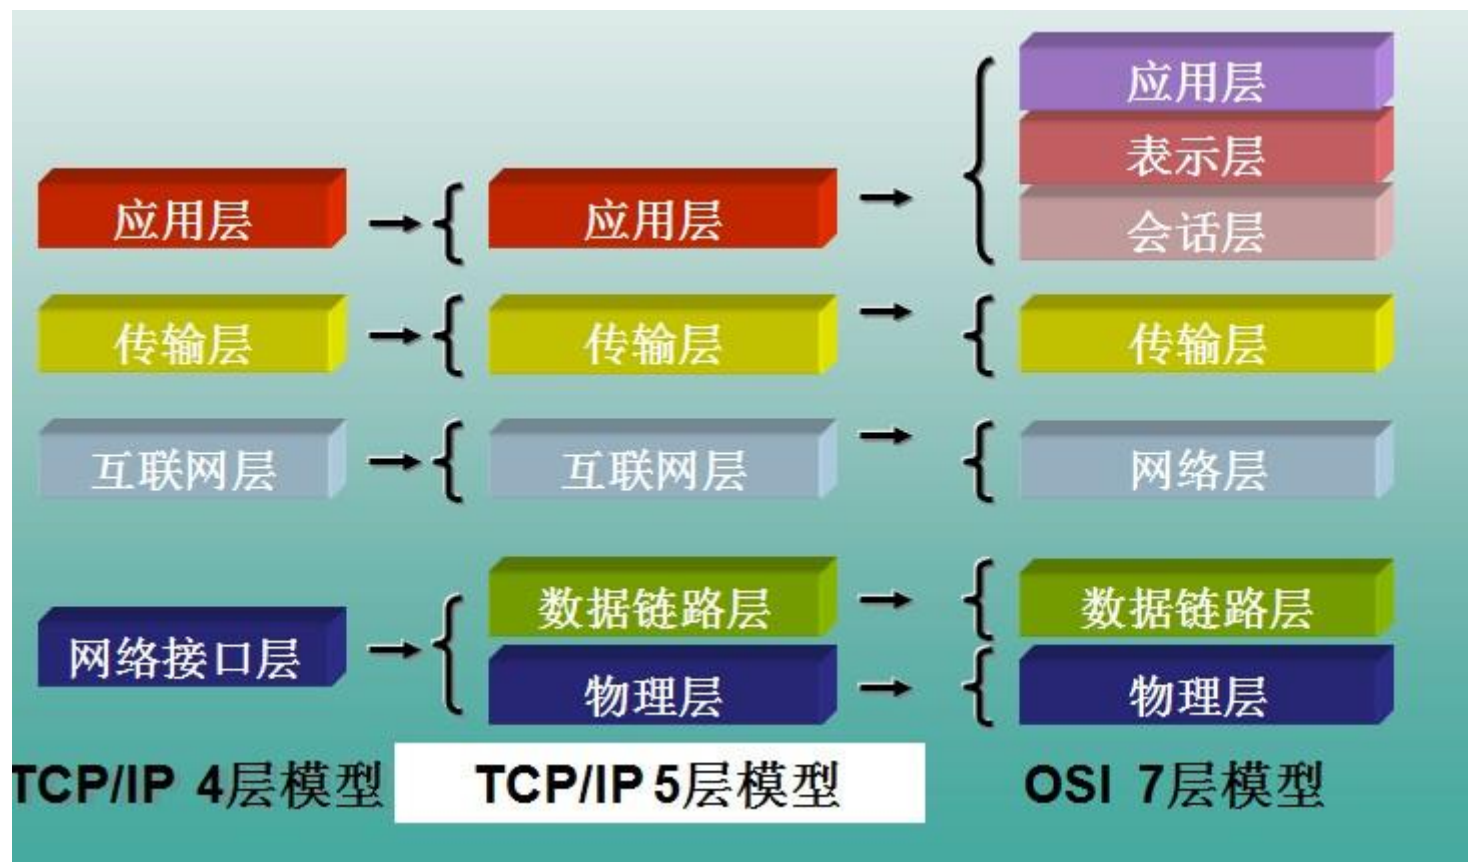 应用层
传输层
互联网层
网络接口层
TCP/IP 4层模型
应用层
传输层
互联网层
数据链路层
物理层
TCP/IP 5层模型
应用层
表示层
会话层
传输层
网络层
数据链路层
物理层
OSI 7层模型